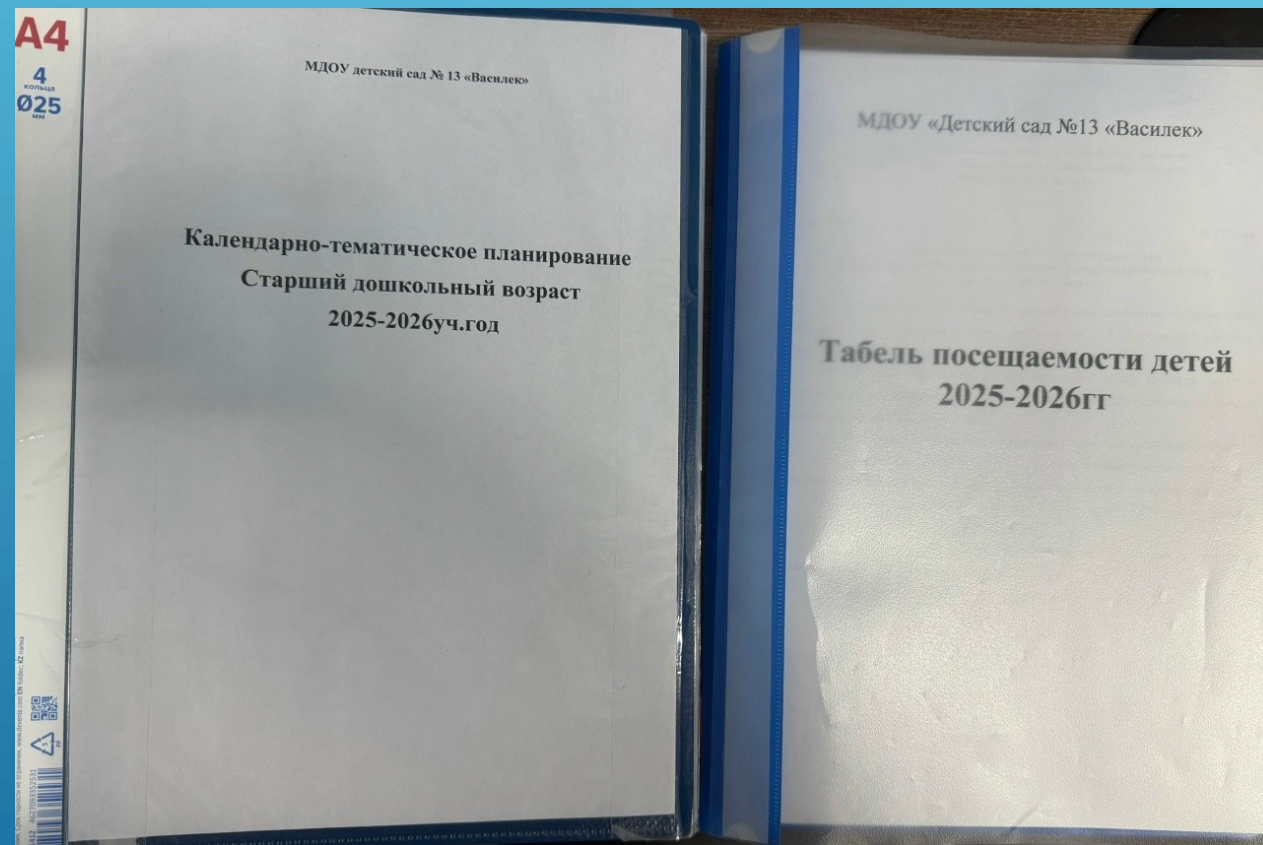 А4
4
кольца
Ø25
мм
МДОУ детский сад № 13 «Василек»
Календарно-тематическое планирование
Старший дошкольный возраст
2025-2026уч.год
МДОУ «Детский сад №13 «Василек»
Табель посещаемости детей
2025-2026гг